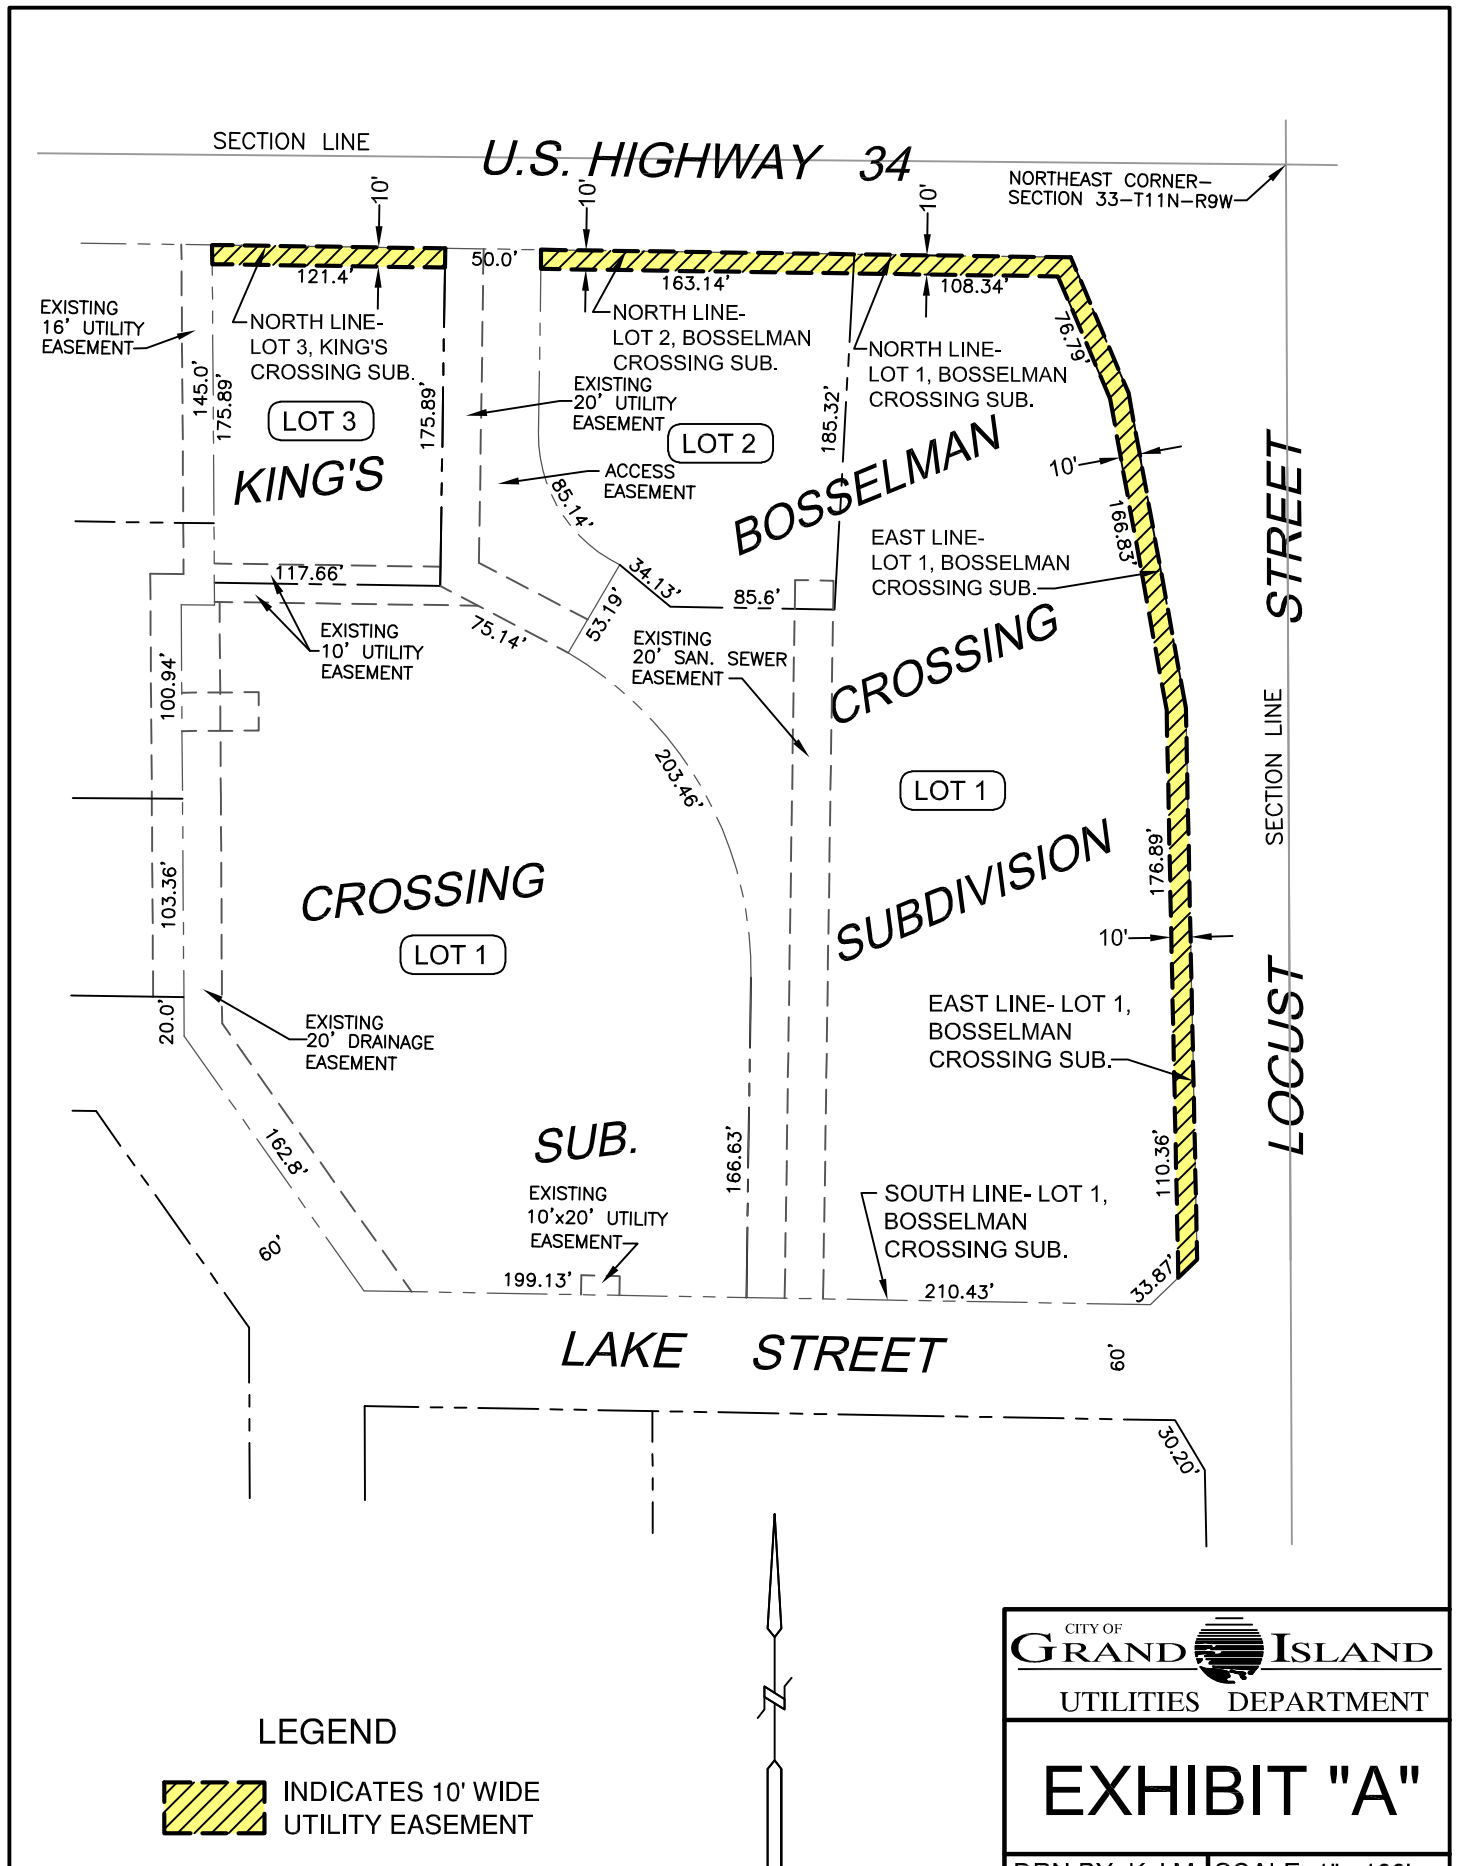 SECTION LINE
U.S. HIGHWAY 34
NORTHEAST CORNER-
SECTION 33-T11N-R9W
10'
10'
10'
121.4'
50.0'
163.14'
108.34'
76.79'
EXISTING
16' UTILITY
EASEMENT
NORTH LINE-
LOT 3, KING'S
CROSSING SUB.
NORTH LINE-
LOT 2, BOSSELMAN
CROSSING SUB.
NORTH LINE-
LOT 1, BOSSELMAN
CROSSING SUB.
145.0'
175.89'
175.89'
LOT 3
EXISTING
20' UTILITY
EASEMENT
LOT 2
185.32'
KING'S
ACCESS
EASEMENT
85.14'
BOSSELMAN
10'
166.83'
EAST LINE-
LOT 1, BOSSELMAN
CROSSING SUB.
STREET
117.66'
34.13'
85.6'
53.19'
75.14'
EXISTING
10' UTILITY
EASEMENT
EXISTING
20' SAN. SEWER
EASEMENT
CROSSING
100.94'
203.46'
LOT 1
SECTION LINE
SUBDIVISION
176.89'
103.36'
CROSSING
LOT 1
10'
20.0'
EXISTING
20' DRAINAGE
EASEMENT
EAST LINE- LOT 1,
BOSSELMAN
CROSSING SUB.
LOCUST
162.8'
SUB.
166.63'
110.36'
EXISTING
10'x20' UTILITY
EASEMENT
SOUTH LINE- LOT 1,
BOSSELMAN
CROSSING SUB.
60'
199.13'
210.43'
33.87'
LAKE STREET
60'
30.20'
CITY OF
GRAND ISLAND
UTILITIES DEPARTMENT
LEGEND
INDICATES 10' WIDE
UTILITY EASEMENT
EXHIBIT "A"